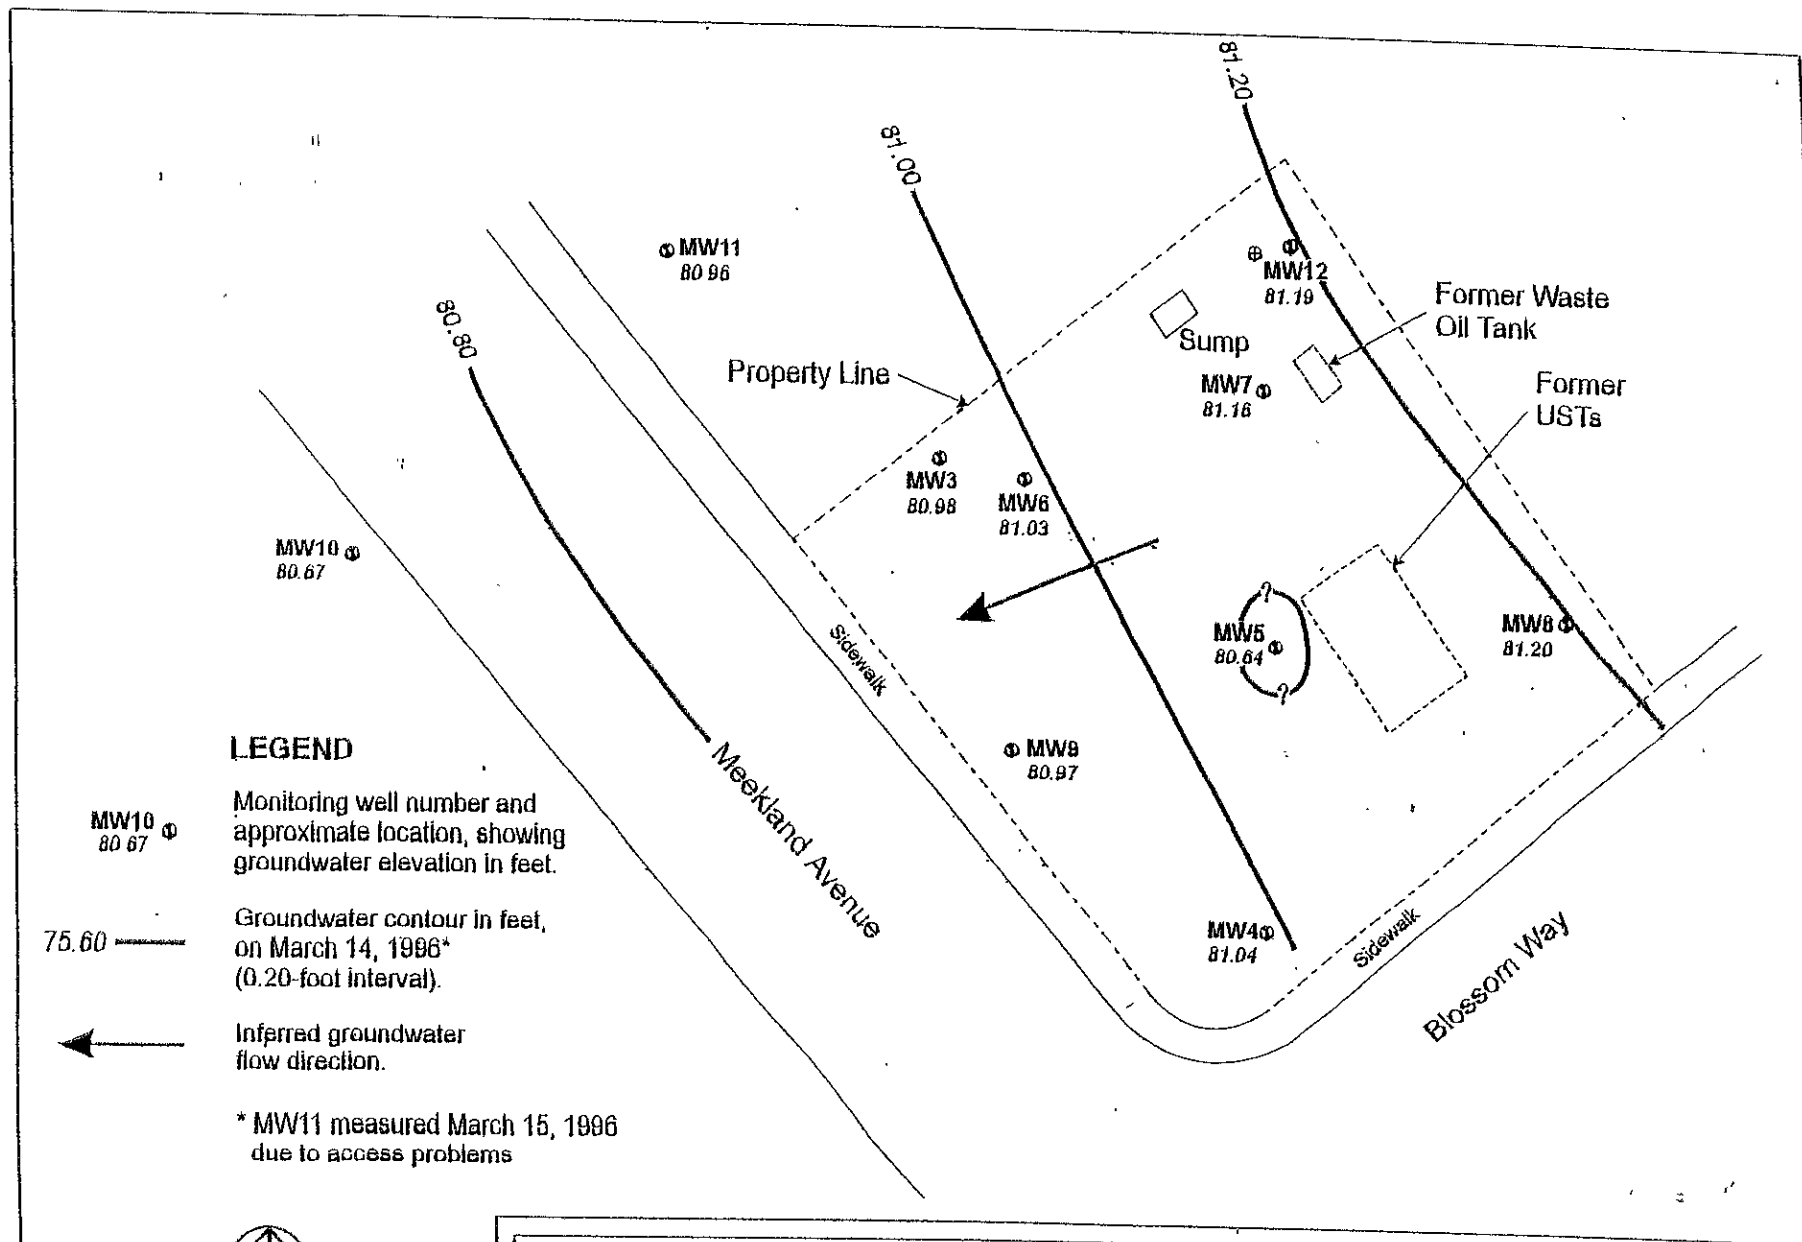 81.20
81.00
MW11
80 96
MW12
81.19
Former Waste
Oil Tank
80.80
Sump
Property Line
MW7
81.16
Former
USTs
MW3
80.98
MW6
81.03
MW10
80.67
?
MW5
80.64
?
MW8
81.20
Sidewalk
MW9
80.97
Meekland Avenue
MW4
81.04
Sidewalk
Blossom Way
LEGEND
MW10
80 67
Monitoring well number and
approximate location, showing
groundwater elevation in feet.
75.60
Groundwater contour in feet,
on March 14, 1996*
(0.20-foot interval).
Inferred groundwater
flow direction.
* MW11 measured March 15, 1996
due to access problems